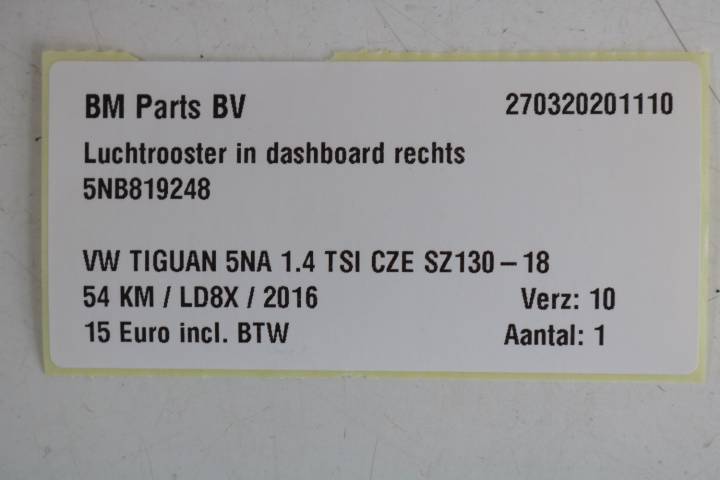 BM Parts BV 270320201110
Luchtrooster in dashboard rechts
5NB819248
VW TIGUAN 5NA 1.4 TSI CZE SZ130 – 18
54 KM / LD8X / 2016 Verz: 10
15 Euro incl. BTW Aantal: 1